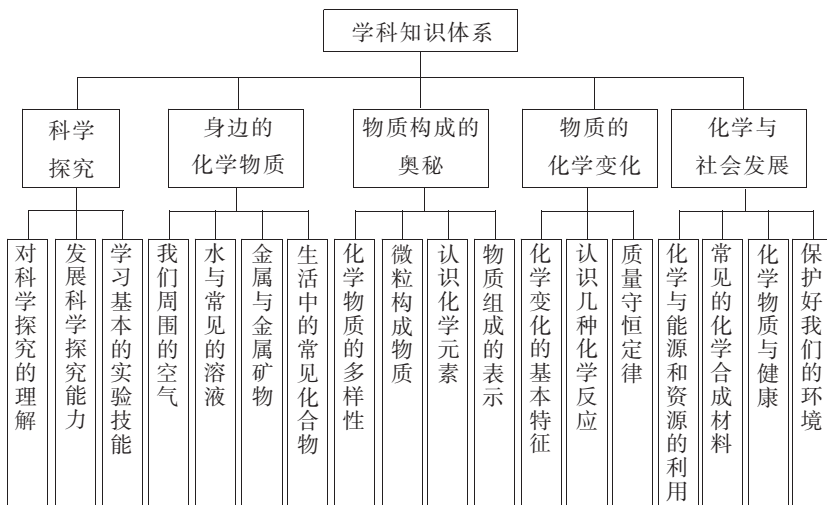 学科知识体系
科学
探究
身边的
化学物质
物质构成的
奥秘
物质的
化学变化
化学与
社会发展
对科学探究的理解
发展科学探究能力
学习基本的实验技能
我们周围的空气
水与常见的溶液
金属与金属矿物
生活中的常见化合物
化学物质的多样性
微粒构成物质
认识化学元素
物质组成的表示
化学变化的基本特征
认识几种化学反应
质量守恒定律
化学与能源和资源的利用
常见的化学合成材料
化学物质与健康
保护好我们的环境